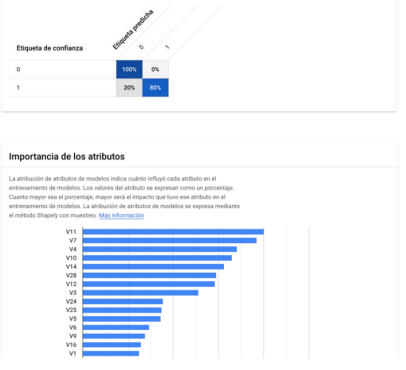 Etiqueta predicha
0
1
Etiqueta de confianza
0 100% 0%
1 20% 80%
Importancia de los atributos
La atribución de atributos de modelos indica cuánto influyó cada atributo en el
entrenamiento de modelos. Los valores del atributo se expresan como un porcentaje.
Cuanto mayor sea el porcentaje, mayor será el impacto que tuvo ese atributo en el
entrenamiento de modelos. La atribución de atributos de modelos se expresa mediante
el método Shapely con muestreo. Más información
V11
V7
V4
V10
V14
V28
V12
V3
V24
V25
V5
V6
V9
V16
V1